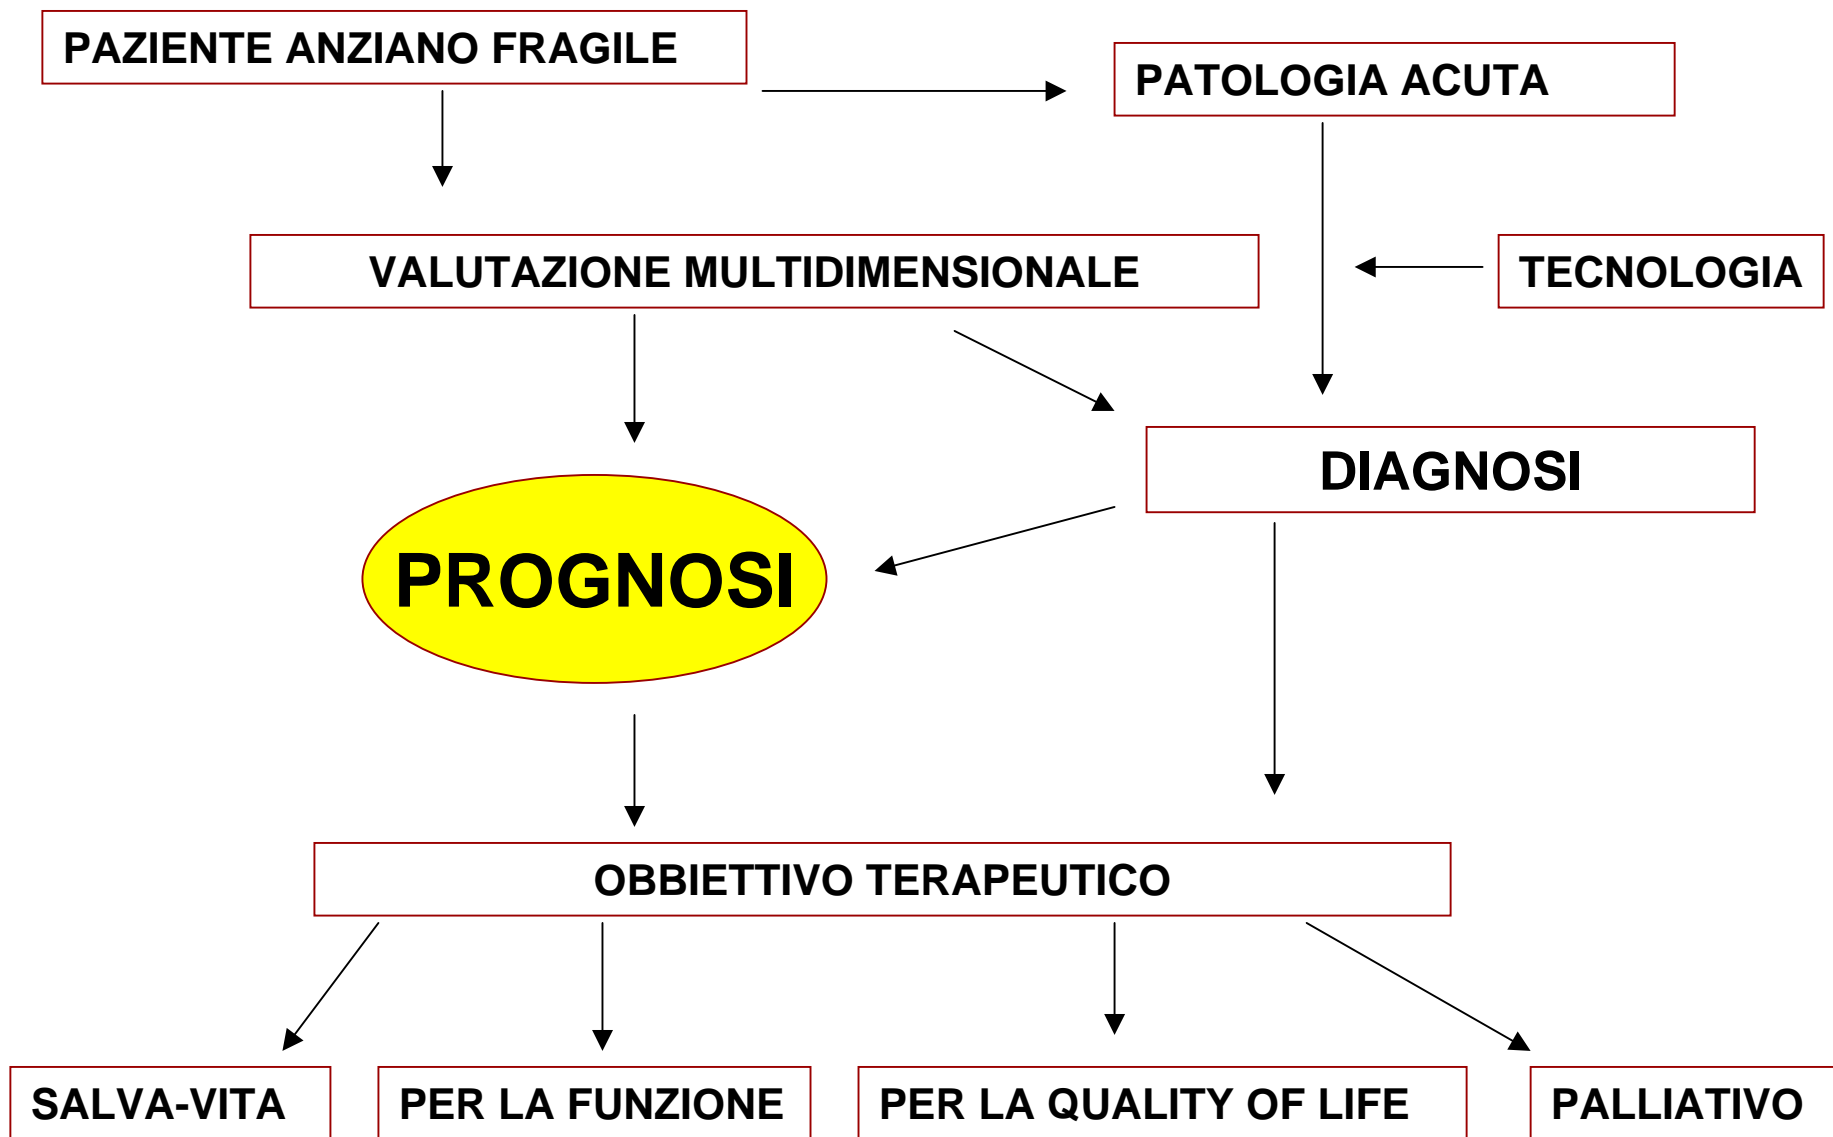 PAZIENTE ANZIANO FRAGILE
PATOLOGIA ACUTA
VALUTAZIONE MULTIDIMENSIONALE
TECNOLOGIA
DIAGNOSI
PROGNOSI
OBBIETTIVO TERAPEUTICO
SALVA-VITA
PER LA FUNZIONE
PER LA QUALITY OF LIFE
PALLIATIVO